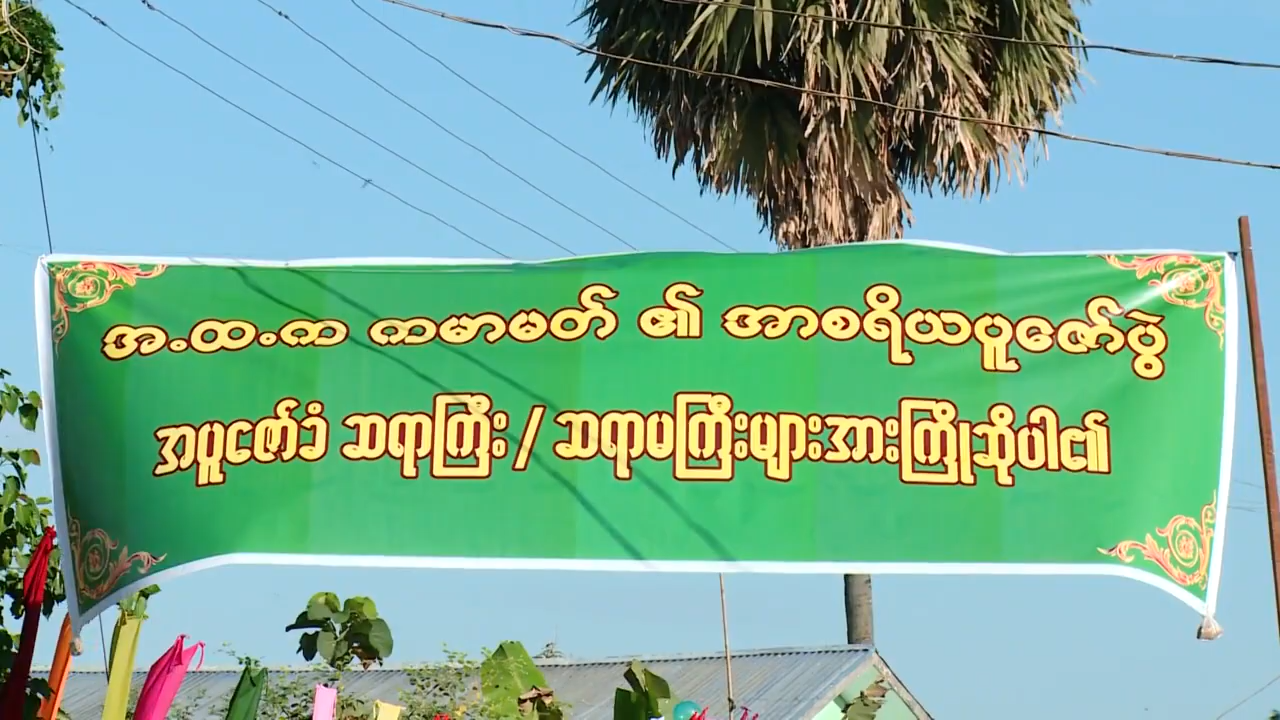 အ.ထ.က ကမာမတ် ၏ အာစရိယပူဇော်ပွဲ
အပူဇော်ခံ ဆရာကြီး / ဆရာမကြီးများအားကြိုဆိုပါ၏